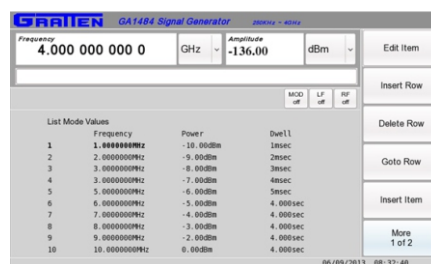 GRATTEN GA1484 Signal Generator 250KHz ~ 4GHz
Frequency
4.000 000 000 0 GHz
Amplitude
-136.00 dBm
MOD off LF off RF off
List Mode Values
Frequency Power Dwell
1 1.0000000MHz -10.00dBm 1msec
2 2.0000000MHz -9.00dBm 2msec
3 3.0000000MHz -8.00dBm 3msec
4 3.0000000MHz -7.00dBm 4msec
5 5.0000000MHz -6.00dBm 5msec
6 6.0000000MHz -5.00dBm 4.000sec
7 7.0000000MHz -4.00dBm 4.000sec
8 8.0000000MHz -3.00dBm 4.000sec
9 9.0000000MHz -2.00dBm 4.000sec
10 10.0000000MHz 0.00dBm 4.000sec
Edit Item
Insert Row
Delete Row
Goto Row
Insert Item
More
1 of 2
06/09/2013 08:32:40